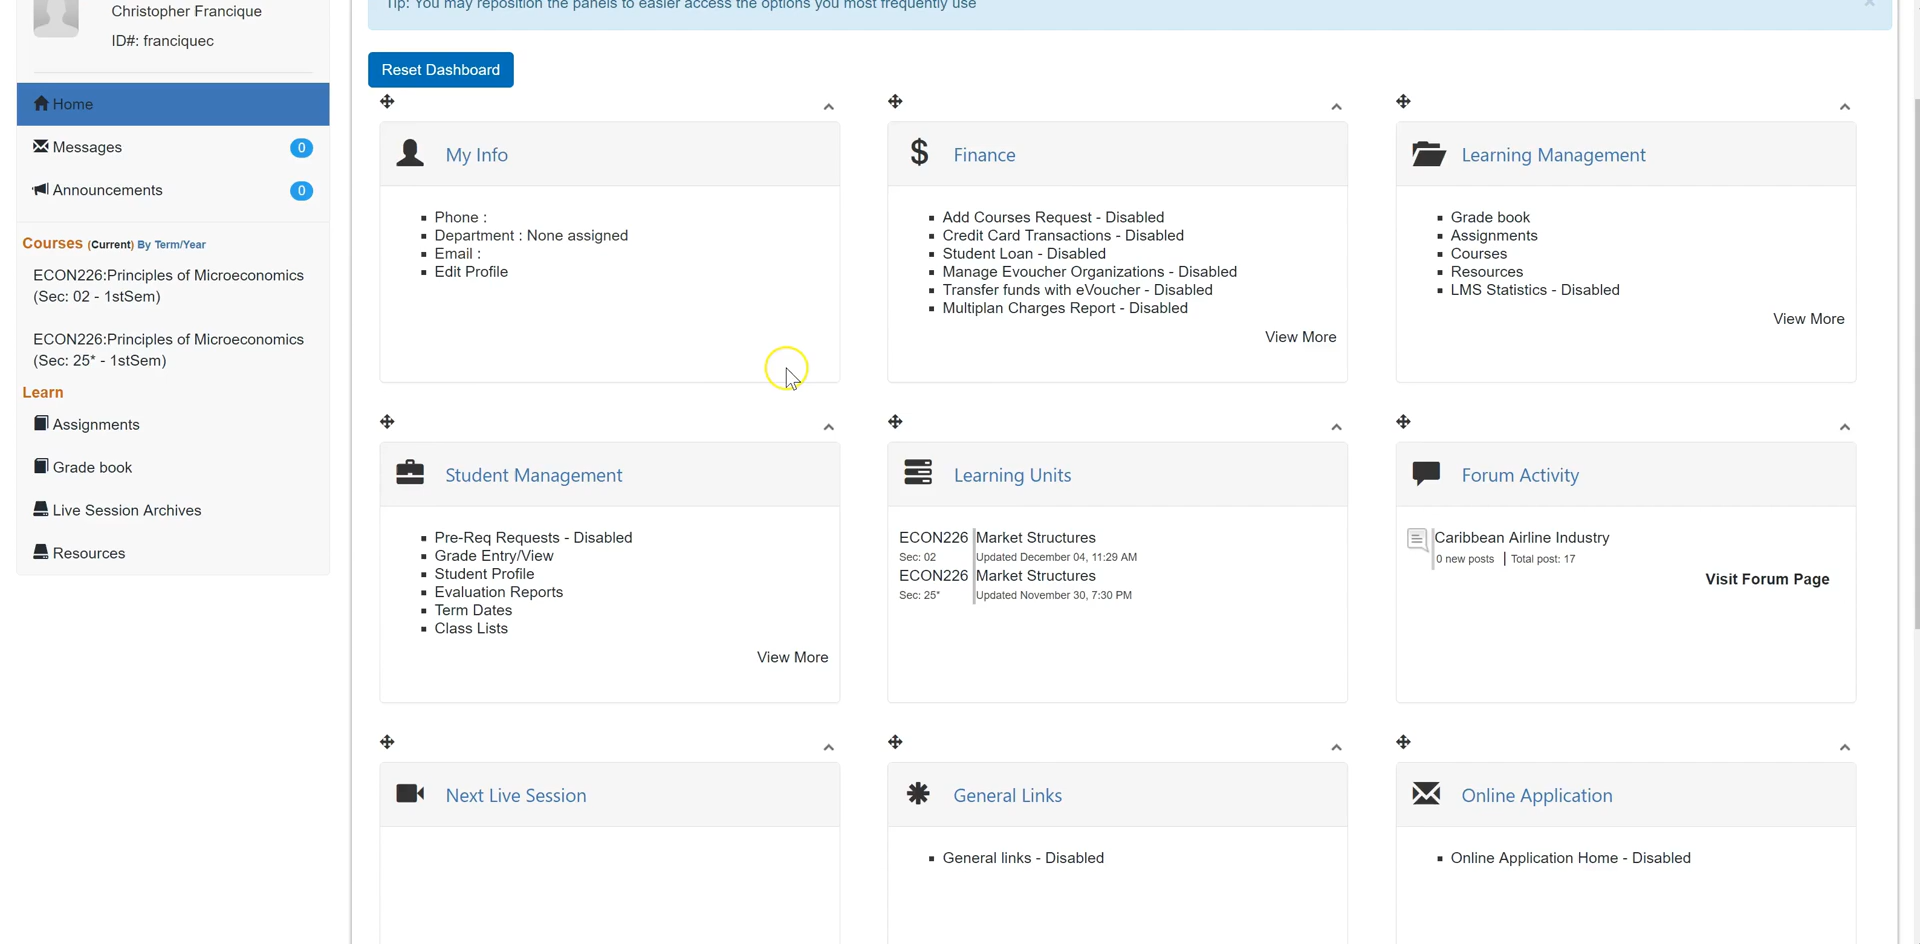 Christopher Francique
ID#: franciquec
Home
Messages 0
Announcements 0
Courses (Current) By Term/Year
ECON226:Principles of Microeconomics
(Sec: 02 - 1stSem)
ECON226:Principles of Microeconomics
(Sec: 25* - 1stSem)
Learn
Assignments
Grade book
Live Session Archives
Resources
Tip: You may reposition the panels to easier access the options you most frequently use
Reset Dashboard
My Info
Phone :
Department : None assigned
Email :
Edit Profile
Finance
Add Courses Request - Disabled
Credit Card Transactions - Disabled
Student Loan - Disabled
Manage Evoucher Organizations - Disabled
Transfer funds with eVoucher - Disabled
Multiplan Charges Report - Disabled
View More
Learning Management
Grade book
Assignments
Courses
Resources
LMS Statistics - Disabled
View More
Student Management
Pre-Req Requests - Disabled
Grade Entry/View
Student Profile
Evaluation Reports
Term Dates
Class Lists
View More
Learning Units
ECON226 Market Structures
Sec: 02 Updated December 04, 11:29 AM
ECON226 Market Structures
Sec: 25* Updated November 30, 7:30 PM
Forum Activity
Caribbean Airline Industry
0 new posts | Total post: 17
Visit Forum Page
Next Live Session
General Links
General links - Disabled
Online Application
Online Application Home - Disabled